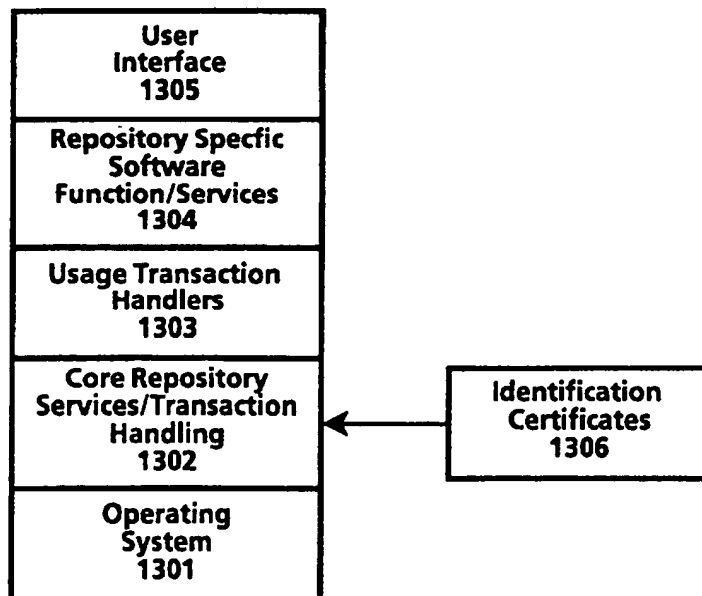 User
Interface
1305
Repository Specfic
Software
Function/Services
1304
Usage Transaction
Handlers
1303
Core Repository
Services/Transaction
Handling
1302
Identification
Certificates
1306
Operating
System
1301